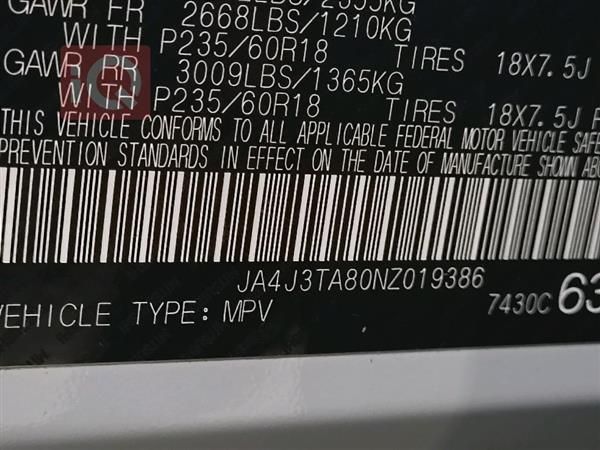 GAWR FR 2668LBS/1210KG
WITH P235/60R18 TIRES 18X7.5J
GAWR RR 3009LBS/1365KG
WITH P235/60R18 TIRES 18X7.5J
THIS VEHICLE CONFORMS TO ALL APPLICABLE FEDERAL MOTOR VEHICLE
PREVENTION STANDARDS IN EFFECT ON THE DATE OF MANUFACTURE SHOWN
JA4J3TA80NZ019386
VEHICLE TYPE: MPV 7430C 63